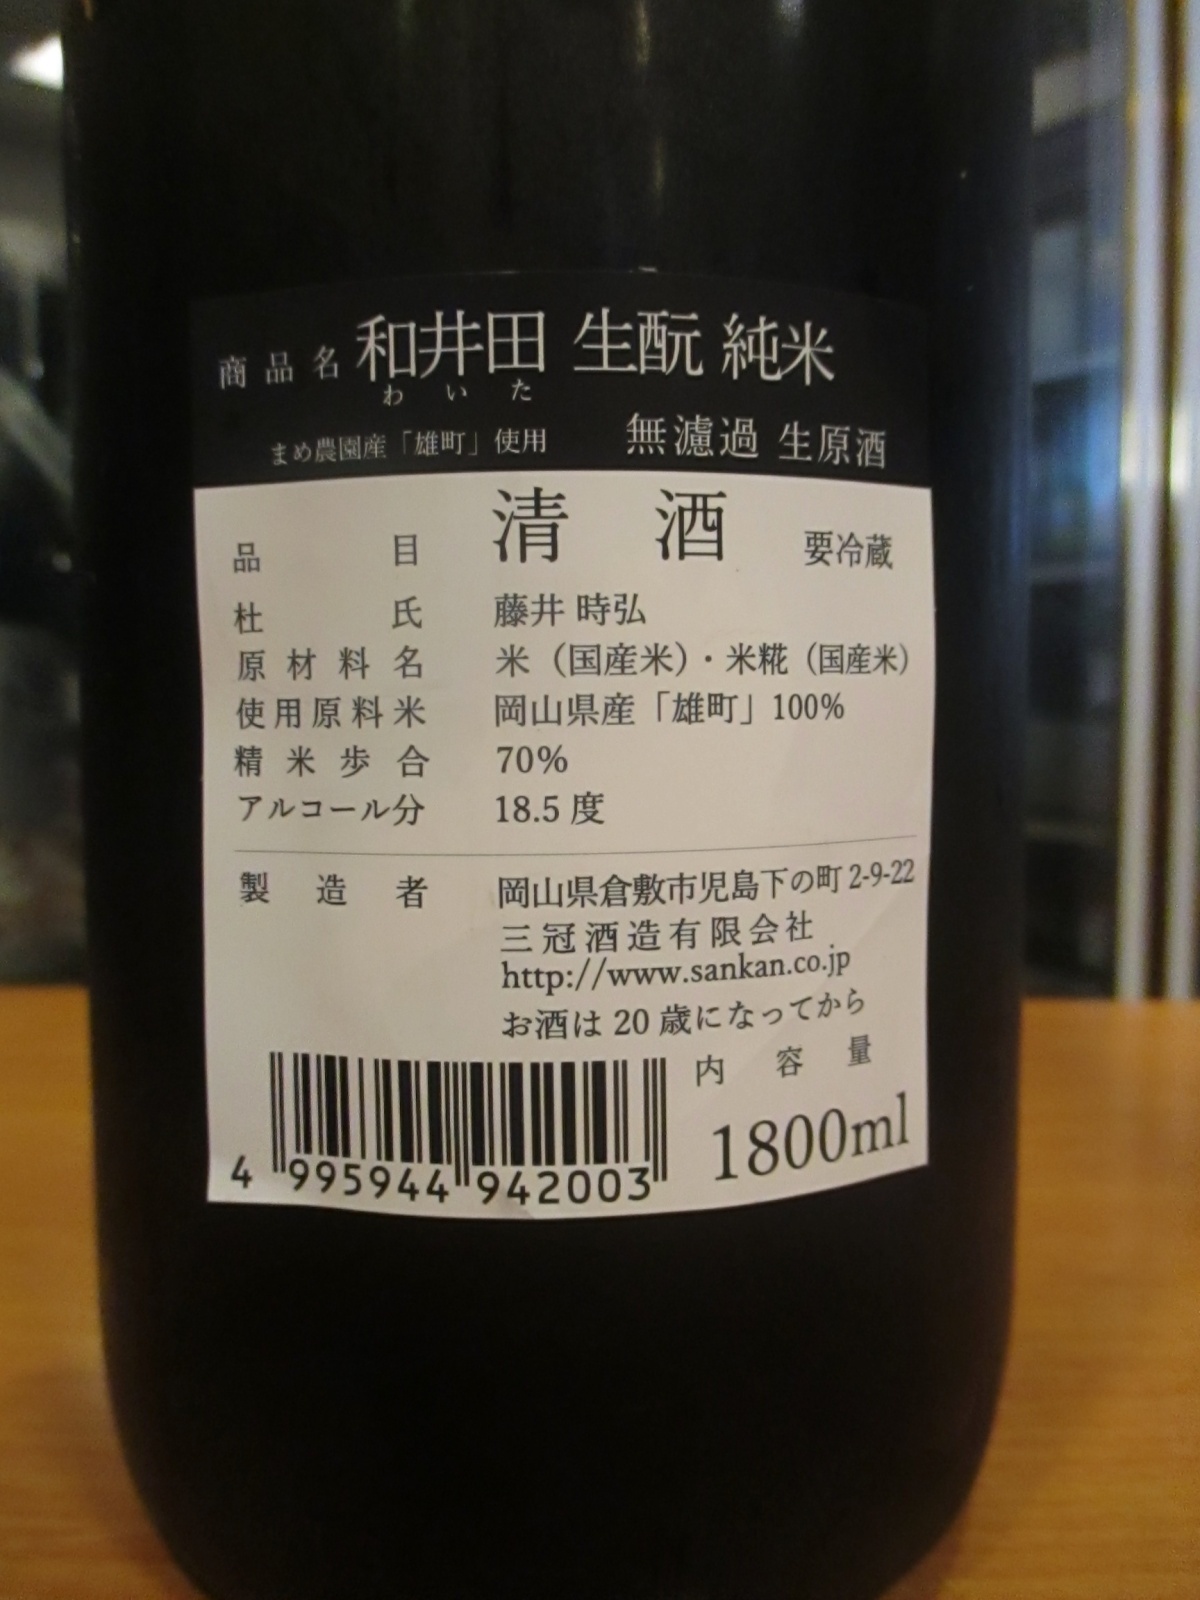 商品名 和井田 生酛 純米
わいた
まめ農園産「雄町」使用 無濾過 生原酒
品目 清酒 要冷蔵
杜氏 藤井 時弘
原材料名 米（国産米）・米糀（国産米）
使用原料米 岡山県産「雄町」100%
精米歩合 70%
アルコール分 18.5 度
製造者 岡山県倉敷市児島下の町 2-9-22
三冠酒造有限会社
http://www.sankan.co.jp
お酒は 20 歳になってから
内容量
1800ml
4 995944 942003